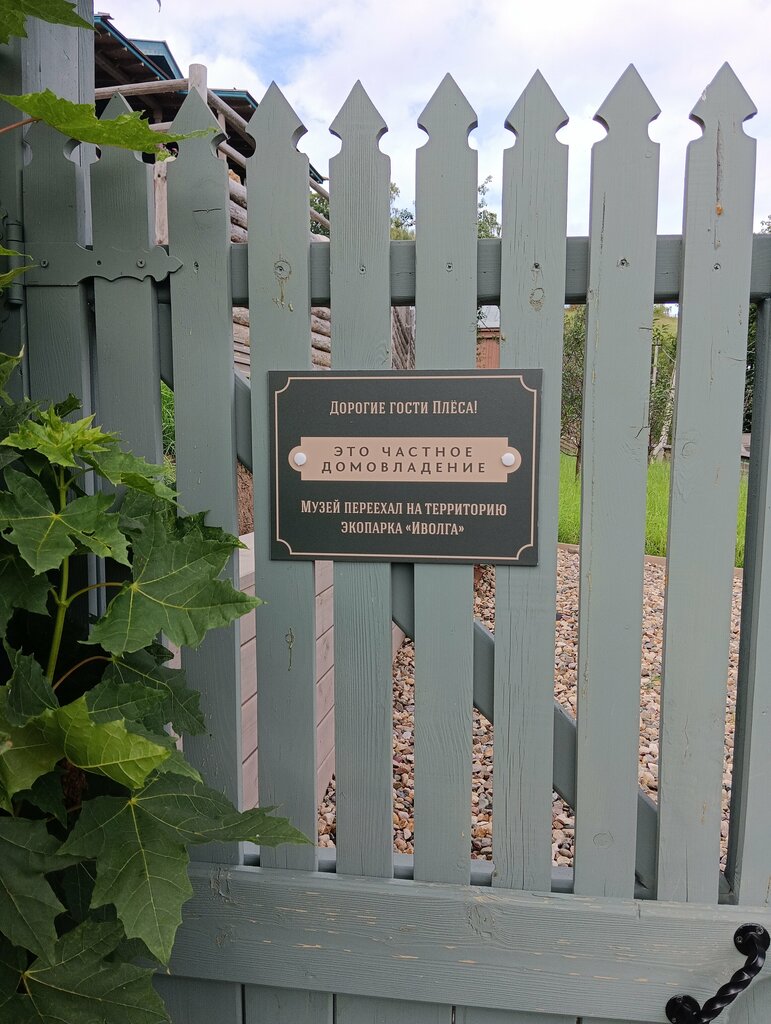 Дорогие гости Плёса!
ЭТО ЧАСТНОЕ
ДОМОВЛАДЕНИЕ
Музей переехал на территорию
экопарка «Иволга»